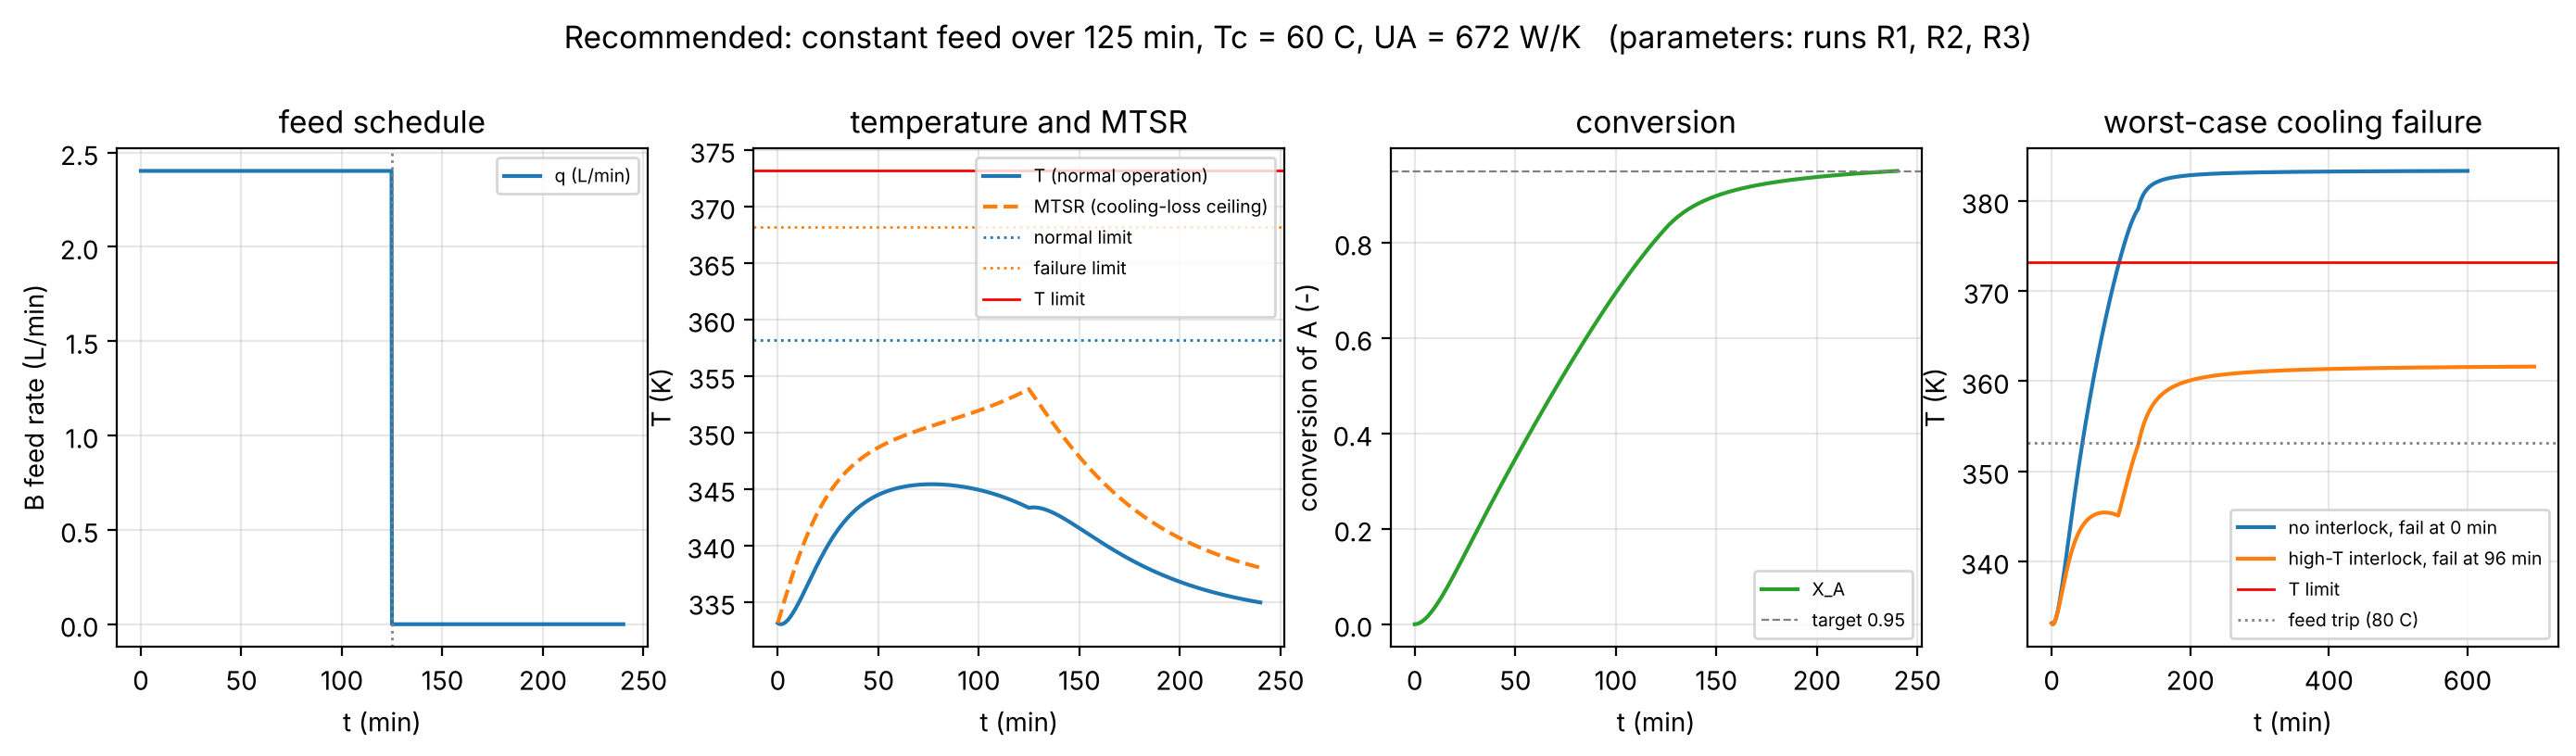 Recommended: constant feed over 125 min, Tc = 60 C, UA = 672 W/K   (parameters: runs R1, R2, R3)
feed schedule
B feed rate (L/min)
2.5
2.0
1.5
1.0
0.5
0.0
q (L/min)
0
50
100
150
200
250
t (min)
temperature and MTSR
T (K)
375
370
365
360
355
350
345
340
335
T (normal operation)
MTSR (cooling-loss ceiling)
normal limit
failure limit
T limit
0
50
100
150
200
250
t (min)
conversion
conversion of A (-)
0.8
0.6
0.4
0.2
0.0
X_A
target 0.95
0
50
100
150
200
250
t (min)
worst-case cooling failure
T (K)
380
370
360
350
340
no interlock, fail at 0 min
high-T interlock, fail at 96 min
T limit
feed trip (80 C)
0
200
400
600
t (min)